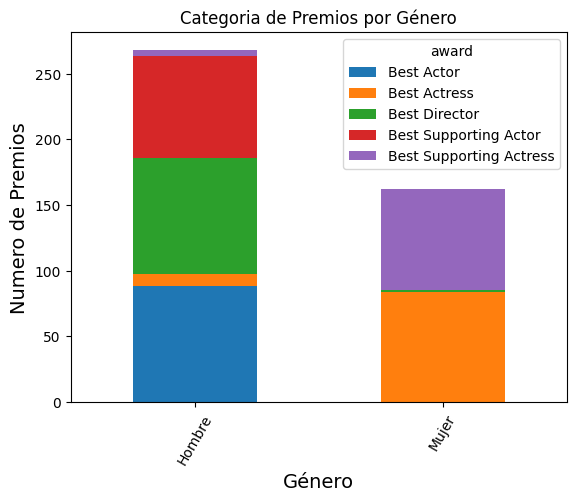 Categoria de Premios por Género
award
Best Actor
Best Actress
Best Director
Best Supporting Actor
Best Supporting Actress
Numero de Premios
250
200
150
100
50
0
Hombre
Mujer
Género